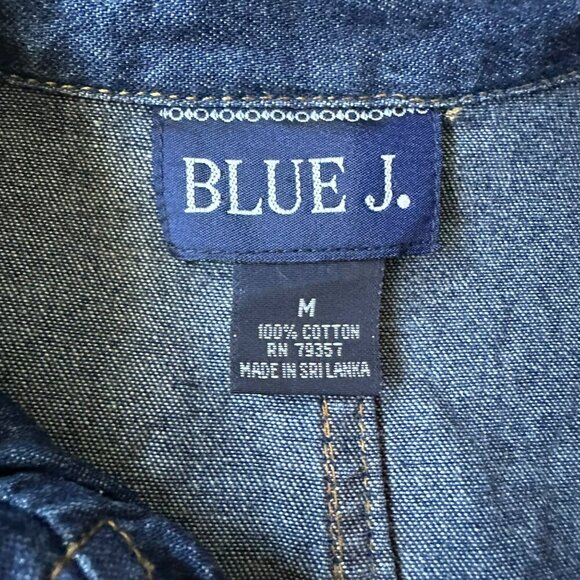 BLUE J.
M
100% COTTON
RN 79357
MADE IN SRI LANKA